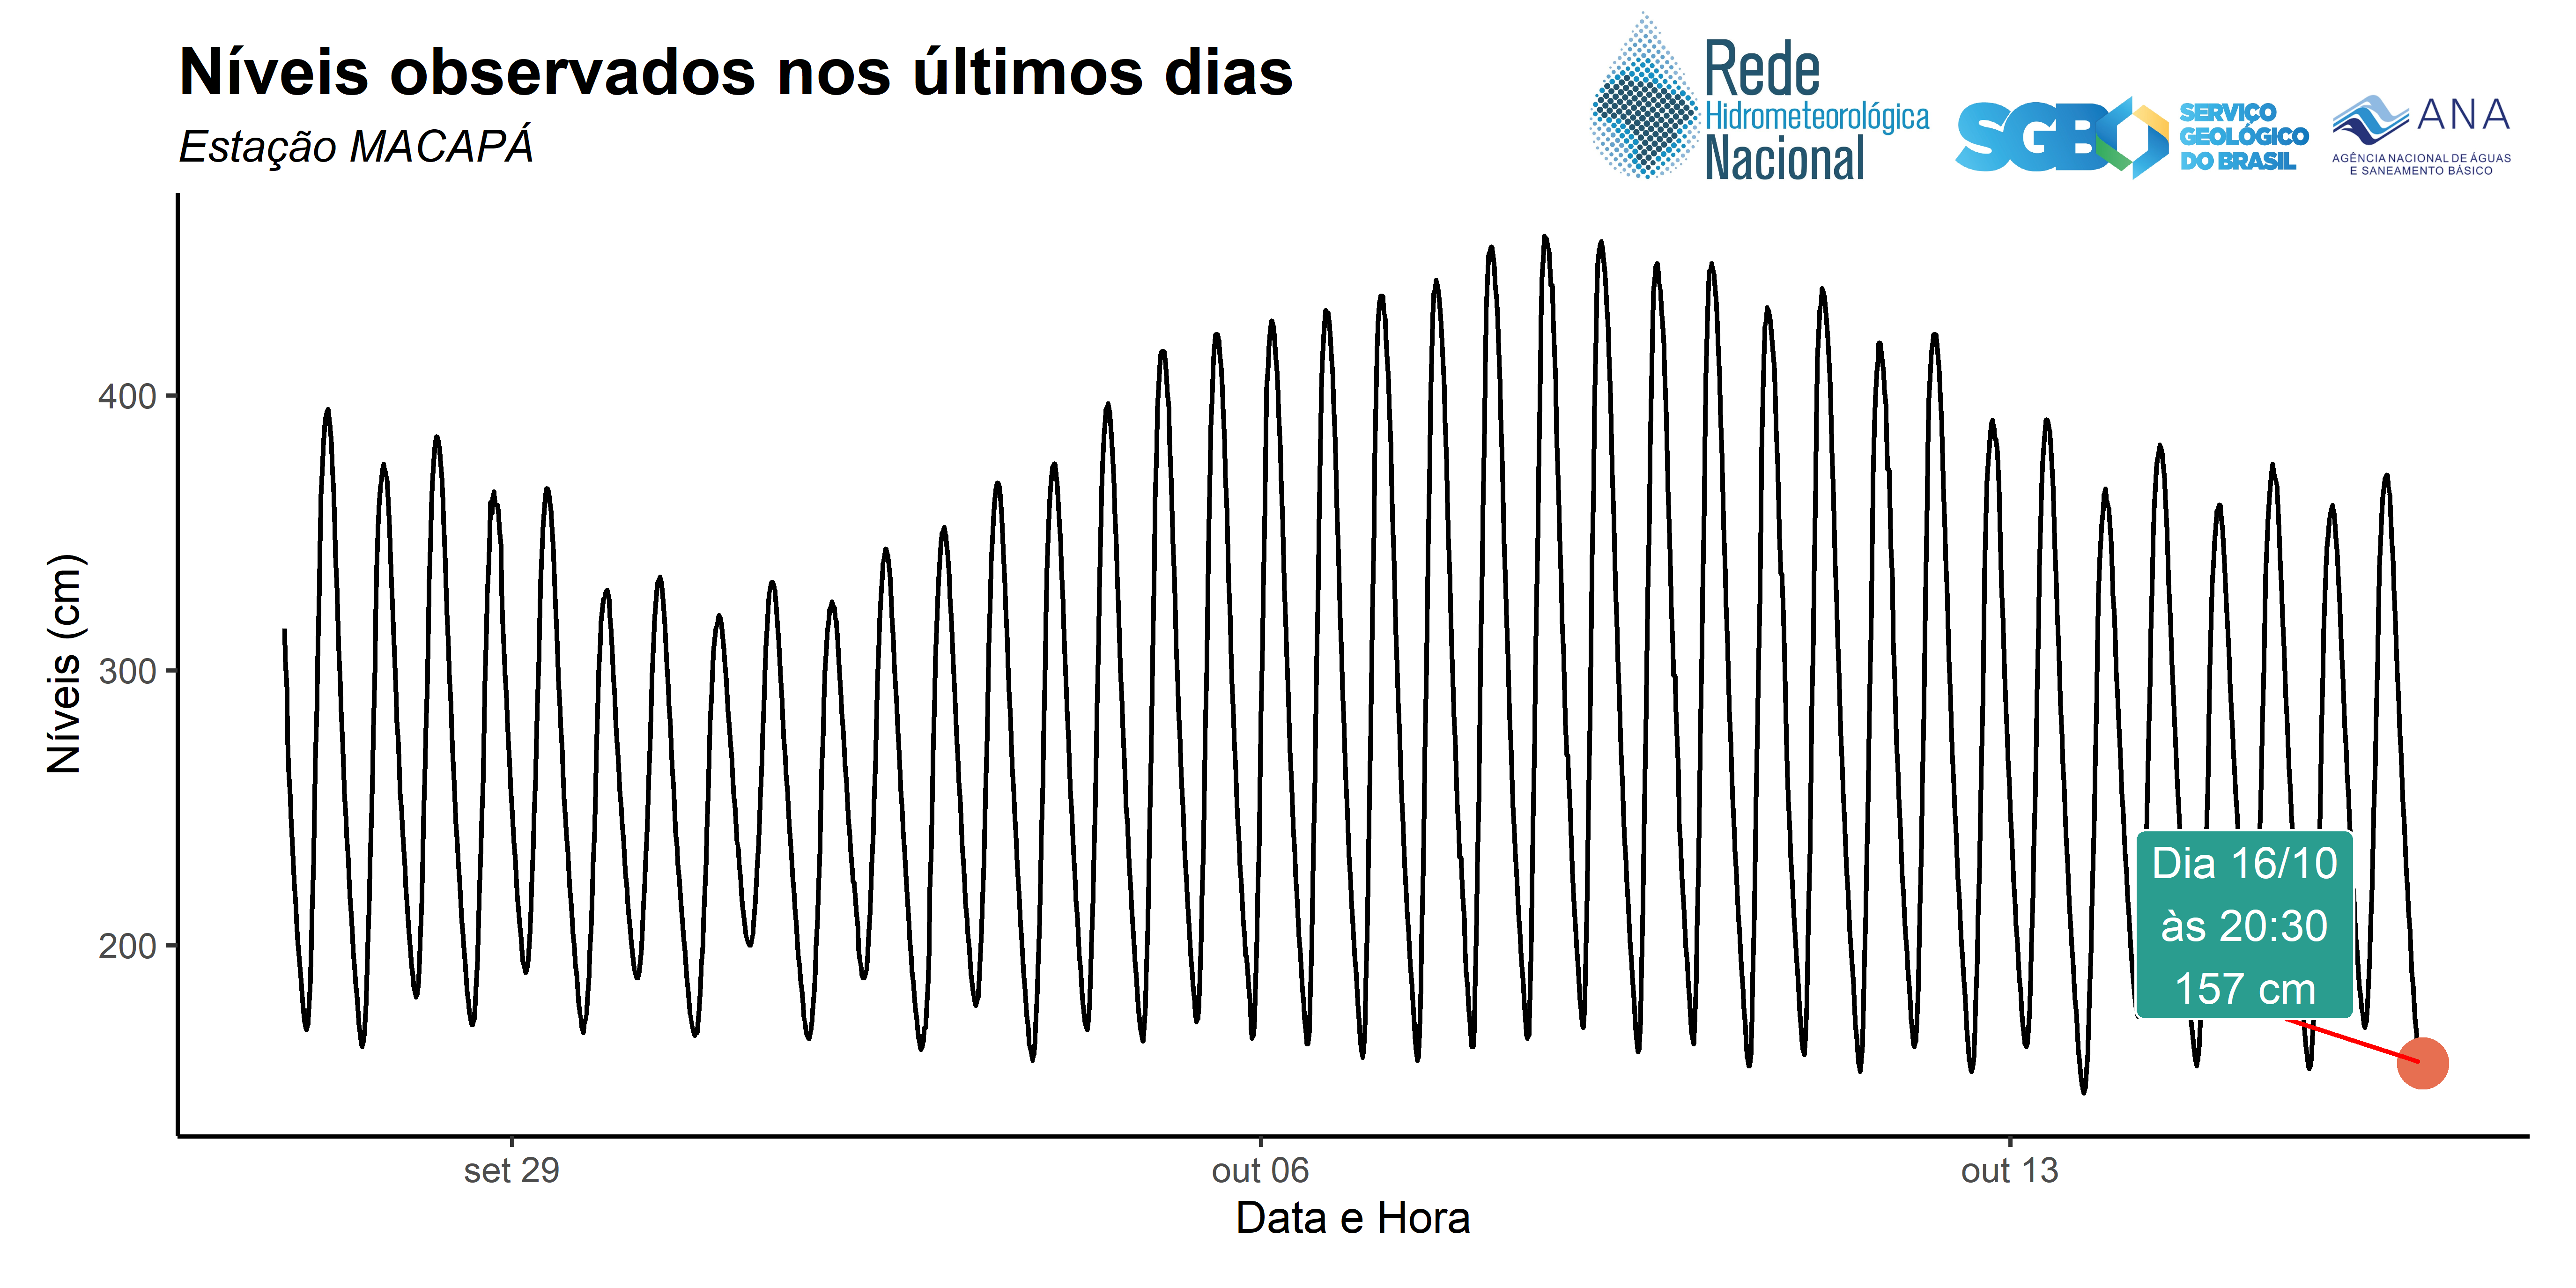 Níveis observados nos últimos dias
Estação MACAPÁ
Rede
Hidrometeorológica
Nacional
SGB
SERVIÇO
GEOLÓGICO
DO BRASIL
ANA
AGÊNCIA NACIONAL DE ÁGUAS
E SANEAMENTO BÁSICO
Níveis (cm)
400
300
200
Dia 16/10
às 20:30
157 cm
set 29
out 06
out 13
Data e Hora